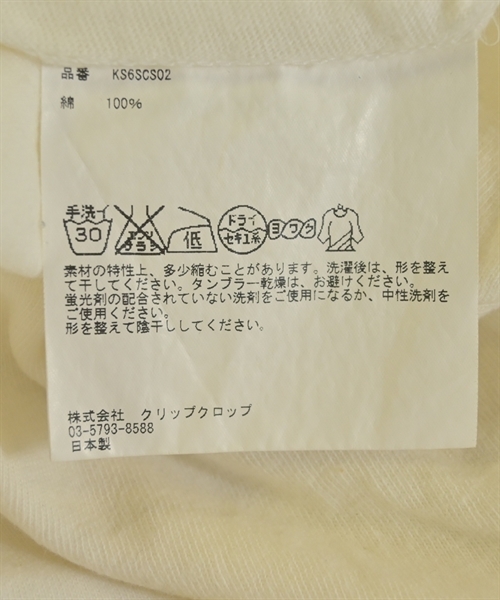 品番 KS6SCS02
綿 100%
手洗イ
30
エンソサラシ
低
ドライ
セキユ系
ヨワク
素材の特性上、多少縮むことがあります。洗濯後は、形を整え
て干してください。タンブラー乾燥は、お避けください。
蛍光剤の配合されていない洗剤をご使用になるか、中性洗剤を
ご使用ください。
形を整えて陰干ししてください。
株式会社 クリップクロップ
03-5793-8588
日本製